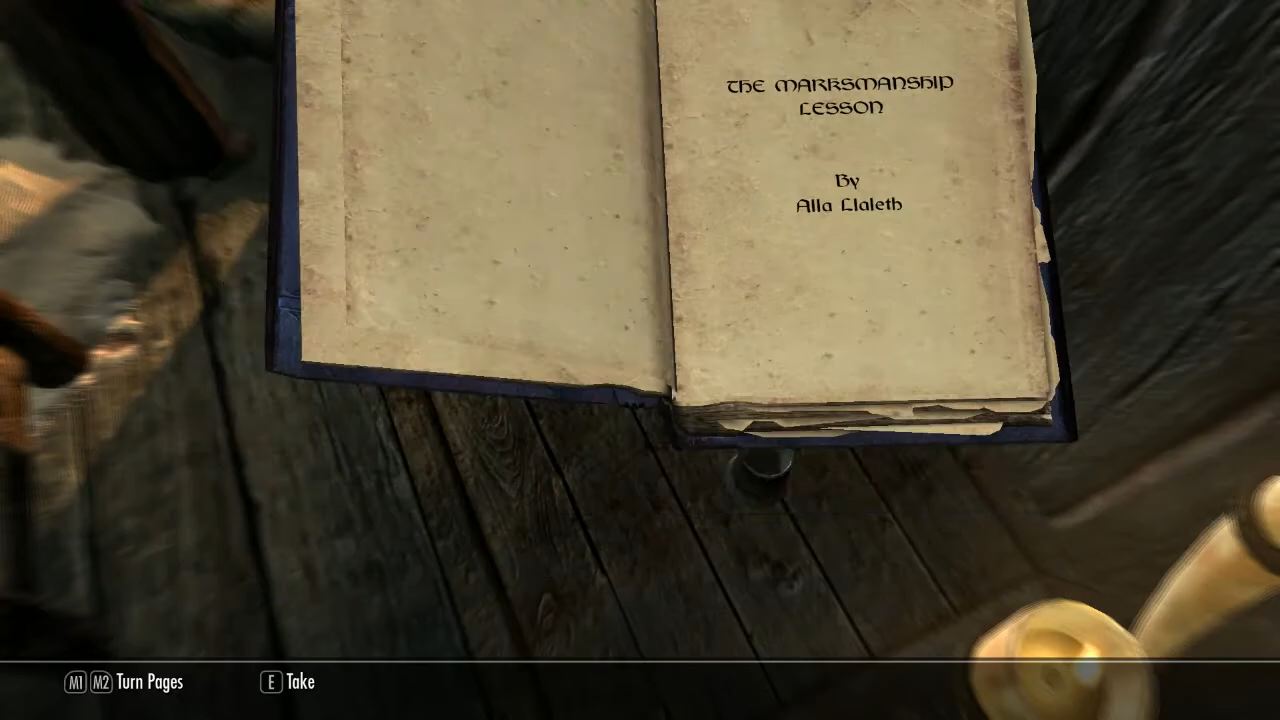 THE MARKSMANSHIP
LESSON
By
Alla Llaleth
M1 M2 Turn Pages
E Take